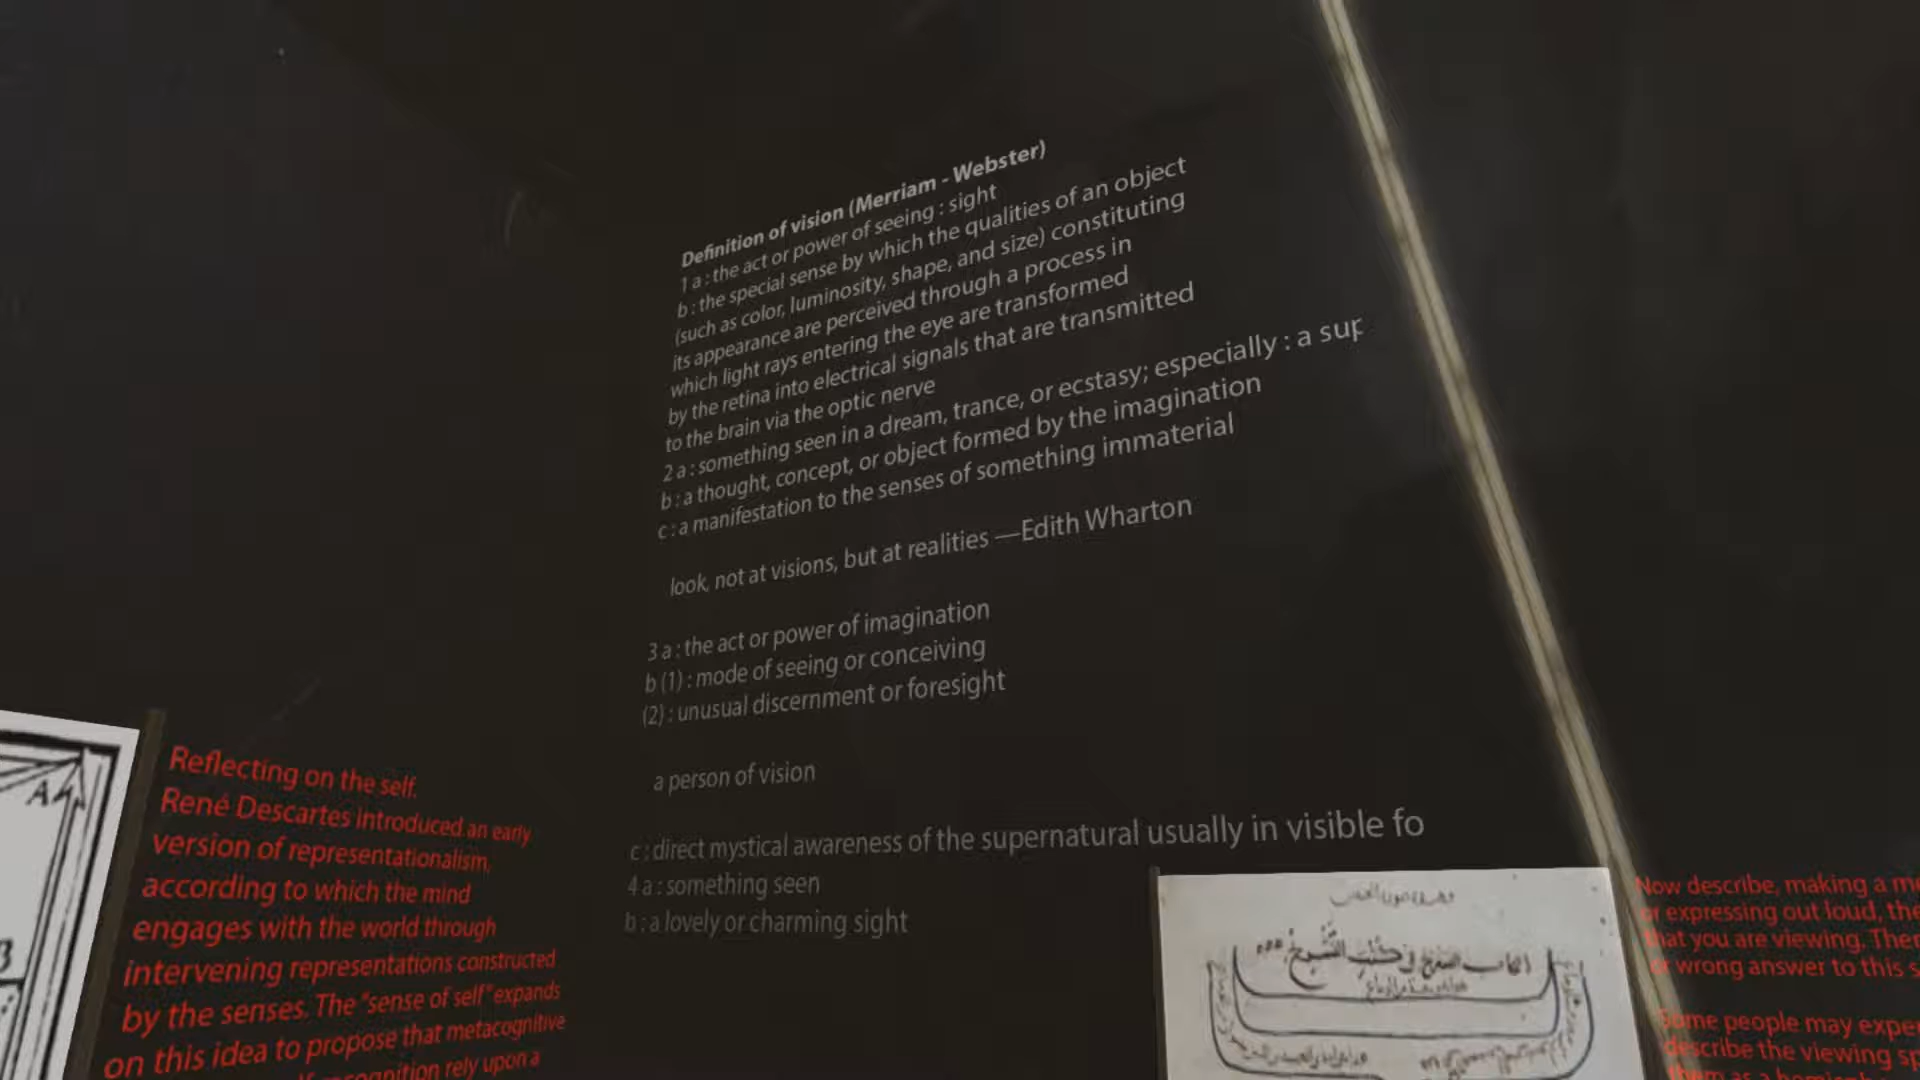 Definition of vision (Merriam - Webster)
1 a : the act or power of seeing : sight
b : the special sense by which the qualities of an object
(such as color, luminosity, shape, and size) constituting
its appearance are perceived through a process in
which light rays entering the eye are transformed
by the retina into electrical signals that are transmitted
to the brain via the optic nerve
2 a : something seen in a dream, trance, or ecstasy; especially : a sup
b : a thought, concept, or object formed by the imagination
c : a manifestation to the senses of something immaterial
look, not at visions, but at realities —Edith Wharton
3 a : the act or power of imagination
b (1) : mode of seeing or conceiving
(2) : unusual discernment or foresight
a person of vision
c : direct mystical awareness of the supernatural usually in visible fo
4 a : something seen
b : a lovely or charming sight
A
Reflecting on the self.
René Descartes introduced an early
version of representationalism,
according to which the mind
engages with the world through
intervening representations constructed
by the senses. The "sense of self" expands
on this idea to propose that metacognitive
rely upon a
Now describe, making a
or expressing out loud, the
that you are viewing.
or wrong answer to this
Some people may
describe the viewing
them as a